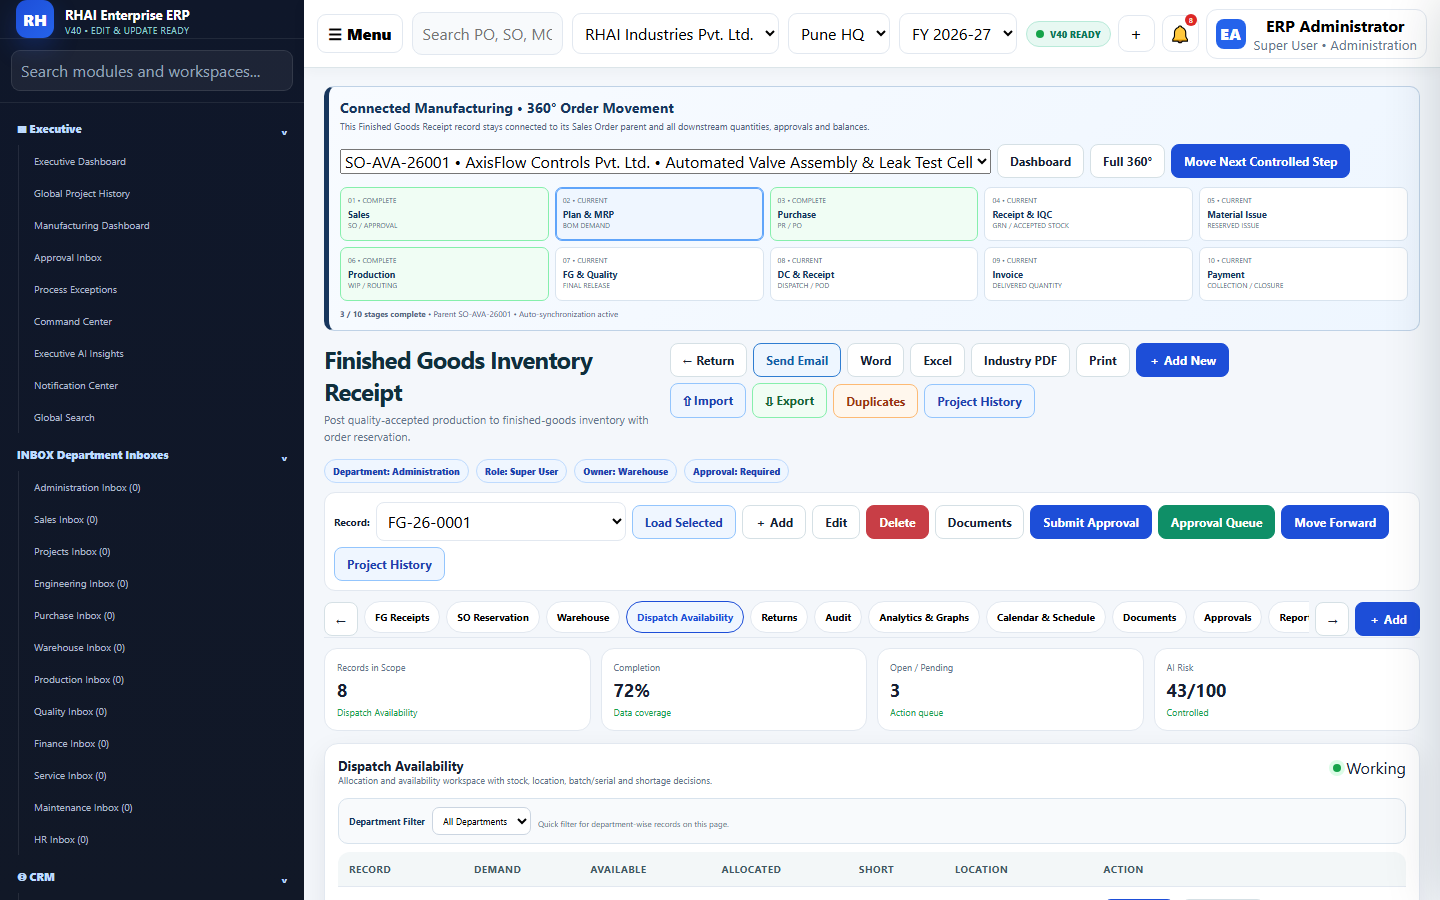 RH
RHAI Enterprise ERP
V40 • EDIT & UPDATE READY
Search modules and workspaces...
Executive
Executive Dashboard
Global Project History
Manufacturing Dashboard
Approval Inbox
Process Exceptions
Command Center
Executive AI Insights
Notification Center
Global Search
INBOX Department Inboxes
Administration Inbox (0)
Sales Inbox (0)
Projects Inbox (0)
Engineering Inbox (0)
Purchase Inbox (0)
Warehouse Inbox (0)
Production Inbox (0)
Quality Inbox (0)
Finance Inbox (0)
Service Inbox (0)
Maintenance Inbox (0)
HR Inbox (0)
CRM
☰ Menu
Search PO, SO, MC
RHAI Industries Pvt. Ltd.
Pune HQ
FY 2026-27
V40 READY
+
8
EA
ERP Administrator
Super User • Administration
Connected Manufacturing • 360° Order Movement
This Finished Goods Receipt record stays connected to its Sales Order parent and all downstream quantities, approvals and balances.
SO-AVA-26001 • AxisFlow Controls Pvt. Ltd. • Automated Valve Assembly & Leak Test Cell
Dashboard
Full 360°
Move Next Controlled Step
01 • COMPLETE
Sales
SO / APPROVAL
02 • CURRENT
Plan & MRP
BOM DEMAND
03 • COMPLETE
Purchase
PR / PO
04 • CURRENT
Receipt & IQC
GRN / ACCEPTED STOCK
05 • CURRENT
Material Issue
RESERVED ISSUE
06 • COMPLETE
Production
WIP / ROUTING
07 • CURRENT
FG & Quality
FINAL RELEASE
08 • CURRENT
DC & Receipt
DISPATCH / POD
09 • CURRENT
Invoice
DELIVERED QUANTITY
10 • CURRENT
Payment
COLLECTION / CLOSURE
3 / 10 stages complete • Parent SO-AVA-26001 • Auto-synchronization active
Finished Goods Inventory
Receipt
Post quality-accepted production to finished-goods inventory with
order reservation.
← Return
Send Email
Word
Excel
Industry PDF
Print
+ Add New
⇧ Import
⇩ Export
Duplicates
Project History
Department: Administration
Role: Super User
Owner: Warehouse
Approval: Required
Record:
FG-26-0001
Load Selected
+ Add
Edit
Delete
Documents
Submit Approval
Approval Queue
Move Forward
Project History
←
FG Receipts
SO Reservation
Warehouse
Dispatch Availability
Returns
Audit
Analytics & Graphs
Calendar & Schedule
Documents
Approvals
Repor
→
+ Add
Records in Scope
8
Dispatch Availability
Completion
72%
Data coverage
Open / Pending
3
Action queue
AI Risk
43/100
Controlled
Dispatch Availability
Allocation and availability workspace with stock, location, batch/serial and shortage decisions.
Working
Department Filter
All Departments
Quick filter for department-wise records on this page.
RECORD
DEMAND
AVAILABLE
ALLOCATED
SHORT
LOCATION
ACTION